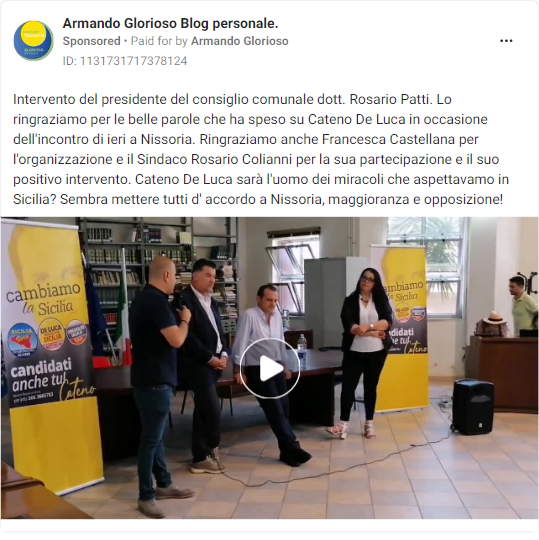 Armando Glorioso Blog personale.
Sponsored • Paid for by Armando Glorioso
ID: 1131731717378124
Intervento del presidente del consiglio comunale dott. Rosario Patti. Lo
ringraziamo per le belle parole che ha speso su Cateno De Luca in occasione
dell'incontro di ieri a Nissoria. Ringraziamo anche Francesca Castellana per
l'organizzazione e il Sindaco Rosario Colianni per la sua partecipazione e il suo
positivo intervento. Cateno De Luca sarà l'uomo dei miracoli che aspettavamo in
Sicilia? Sembra mettere tutti d' accordo a Nissoria, maggioranza e opposizione!
cambiamo
la Sicilia
SICILIA
DE LUCA
SICILIA
candidati
anche tu!
Cateno
cambiamo
la Sicilia
candidati
anche tu!